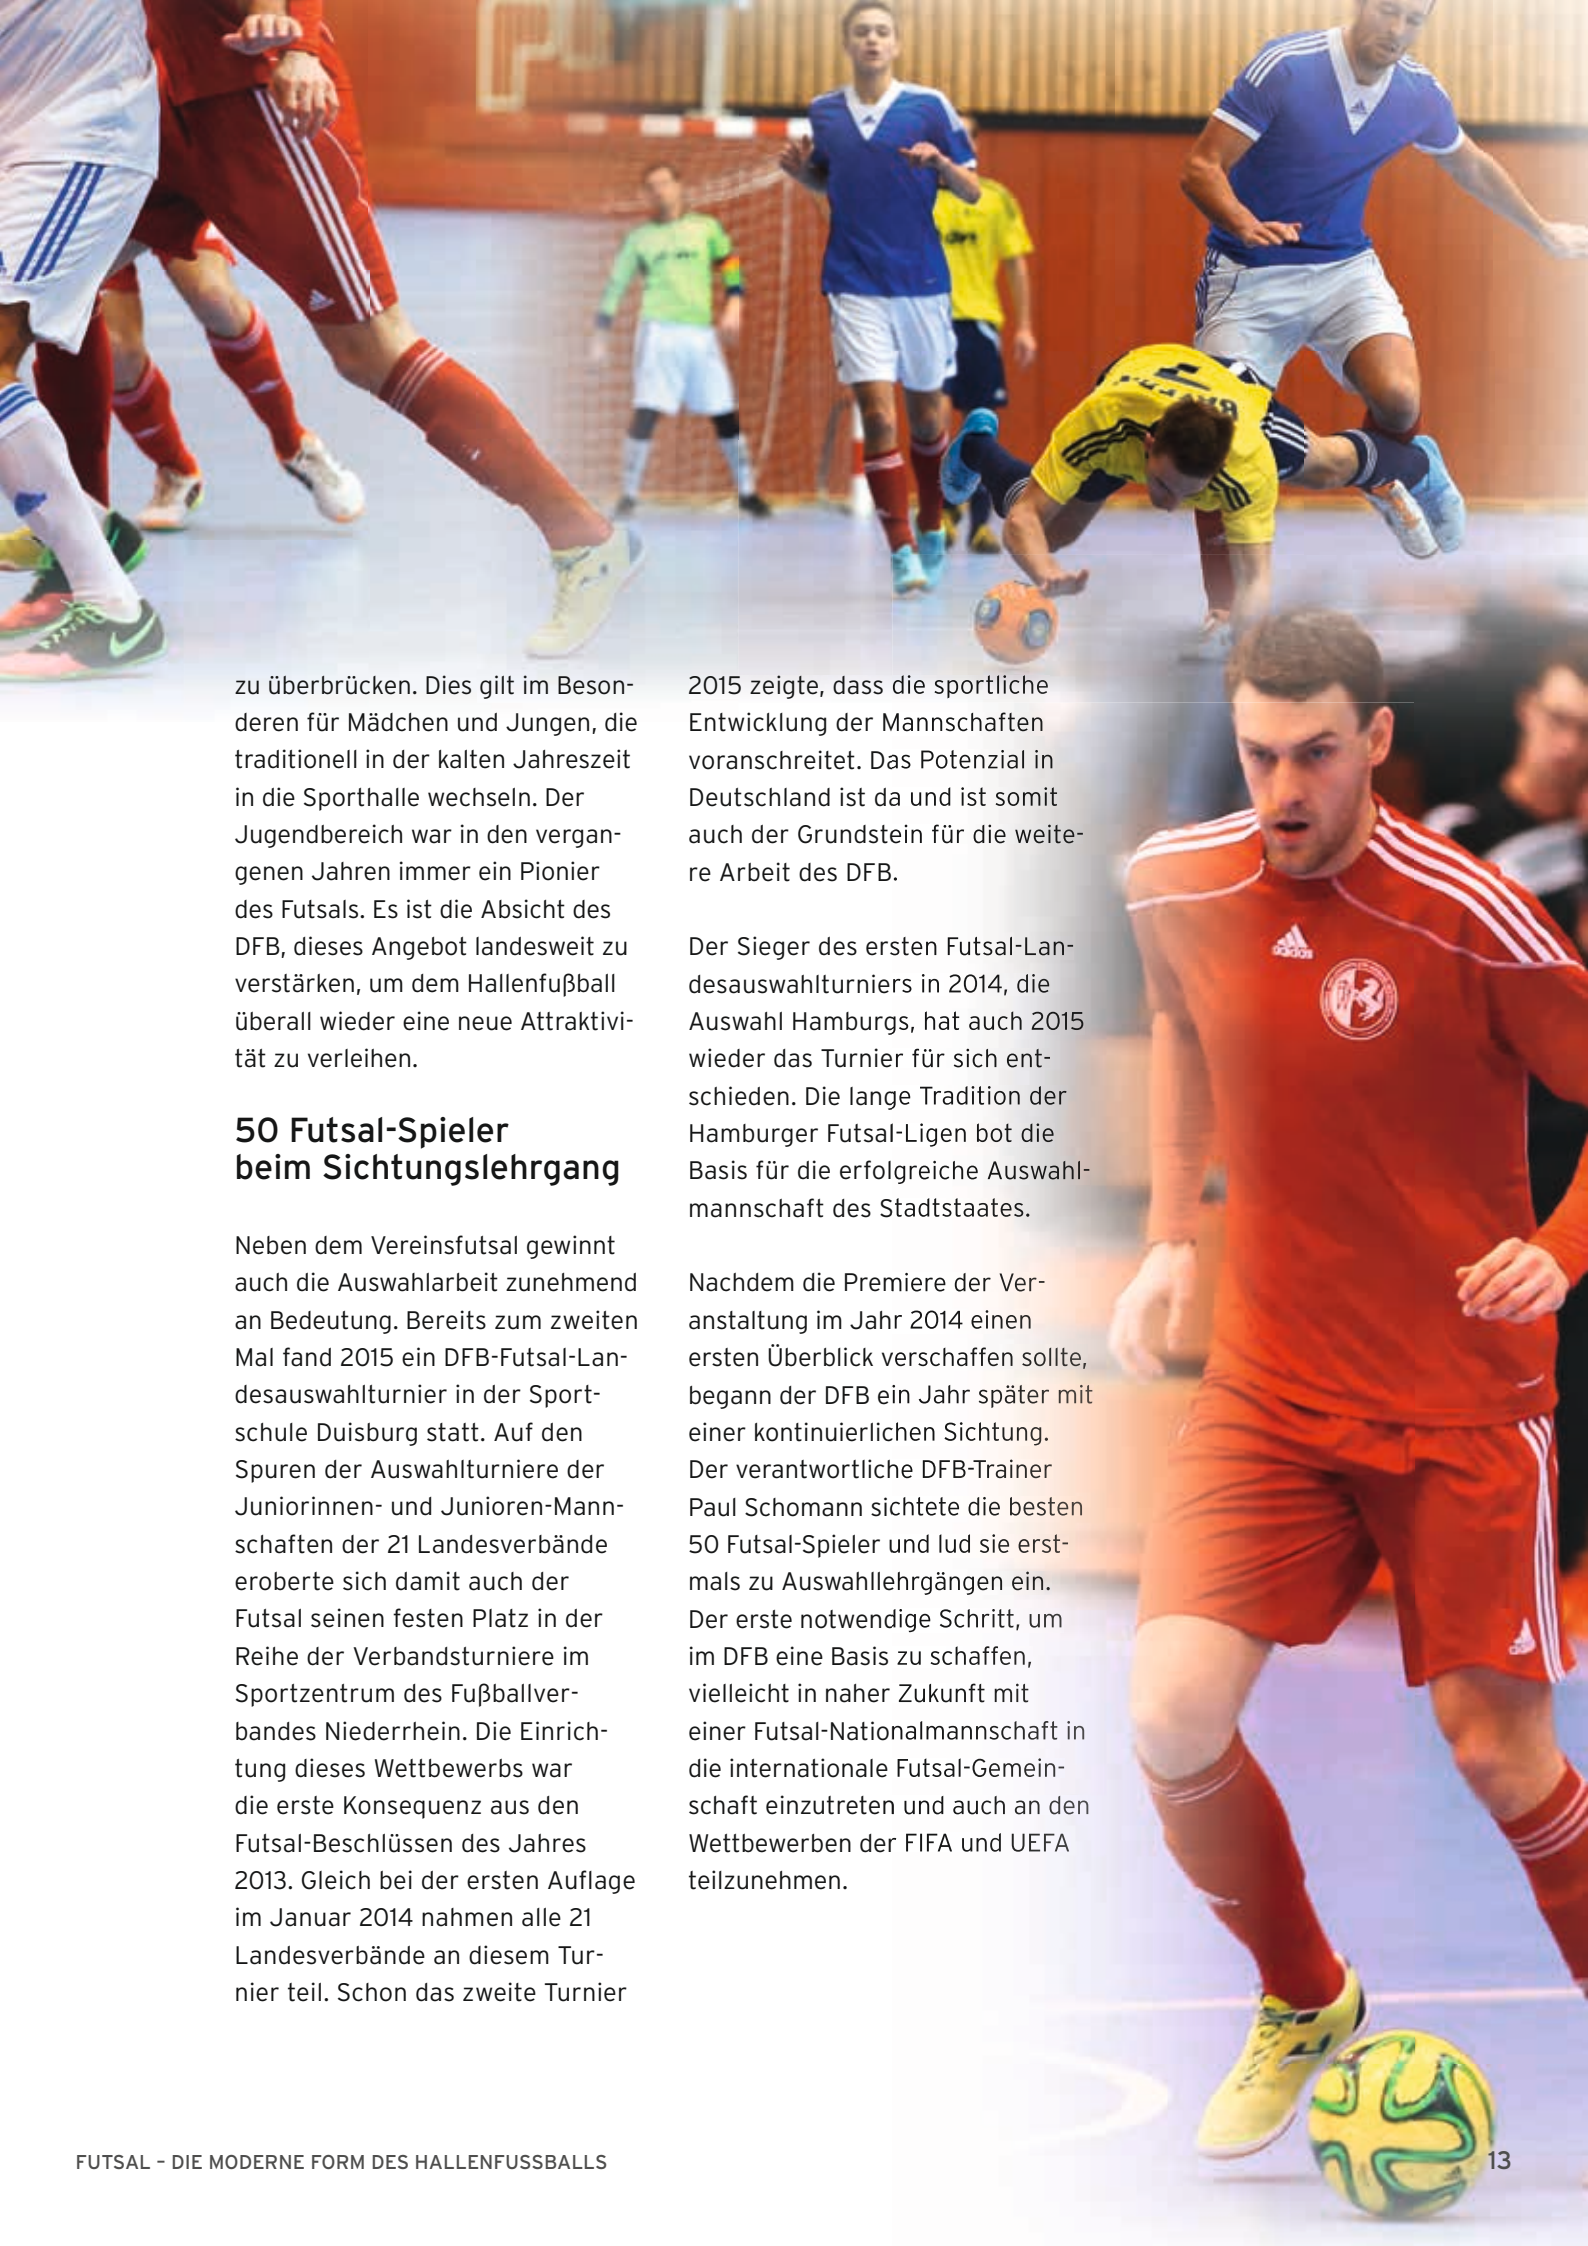 zu überbrücken. Dies gilt im Beson-
deren für Mädchen und Jungen, die
traditionell in der kalten Jahreszeit
in die Sporthalle wechseln. Der
Jugendbereich war in den vergan-
genen Jahren immer ein Pionier
des Futsals. Es ist die Absicht des
DFB, dieses Angebot landesweit zu
verstärken, um dem Hallenfußball
überall wieder eine neue Attraktivi-
tät zu verleihen.
50 Futsal-Spieler
beim Sichtungslehrgang
Neben dem Vereinsfutsal gewinnt
auch die Auswahlarbeit zunehmend
an Bedeutung. Bereits zum zweiten
Mal fand 2015 ein DFB-Futsal-Lan-
desauswahlturnier in der Sport-
schule Duisburg statt. Auf den
Spuren der Auswahlturniere der
Juniorinnen- und Junioren-Mann-
schaften der 21 Landesverbände
eroberte sich damit auch der
Futsal seinen festen Platz in der
Reihe der Verbandsturniere im
Sportzentrum des Fußballver-
bandes Niederrhein. Die Einrich-
tung dieses Wettbewerbs war
die erste Konsequenz aus den
Futsal-Beschlüssen des Jahres
2013. Gleich bei der ersten Auflage
im Januar 2014 nahmen alle 21
Landesverbände an diesem Tur-
nier teil. Schon das zweite Turnier
2015 zeigte, dass die sportliche
Entwicklung der Mannschaften
voranschreitet. Das Potenzial in
Deutschland ist da und ist somit
auch der Grundstein für die weite-
re Arbeit des DFB.
Der Sieger des ersten Futsal-Lan-
desauswahlturniers in 2014, die
Auswahl Hamburgs, hat auch 2015
wieder das Turnier für sich ent-
schieden. Die lange Tradition der
Hamburger Futsal-Ligen bot die
Basis für die erfolgreiche Auswahl-
mannschaft des Stadtstaates.
Nachdem die Premiere der Ver-
anstaltung im Jahr 2014 einen
ersten Überblick verschaffen sollte,
begann der DFB ein Jahr später mit
einer kontinuierlichen Sichtung.
Der verantwortliche DFB-Trainer
Paul Schomann sichtete die besten
50 Futsal-Spieler und lud sie erst-
mals zu Auswahllehrgängen ein.
Der erste notwendige Schritt, um
im DFB eine Basis zu schaffen,
vielleicht in naher Zukunft mit
einer Futsal-Nationalmannschaft in
die internationale Futsal-Gemein-
schaft einzutreten und auch an den
Wettbewerben der FIFA und UEFA
teilzunehmen.
adidas
FUTSAL – DIE MODERNE FORM DES HALLENFUSSBALLS
13